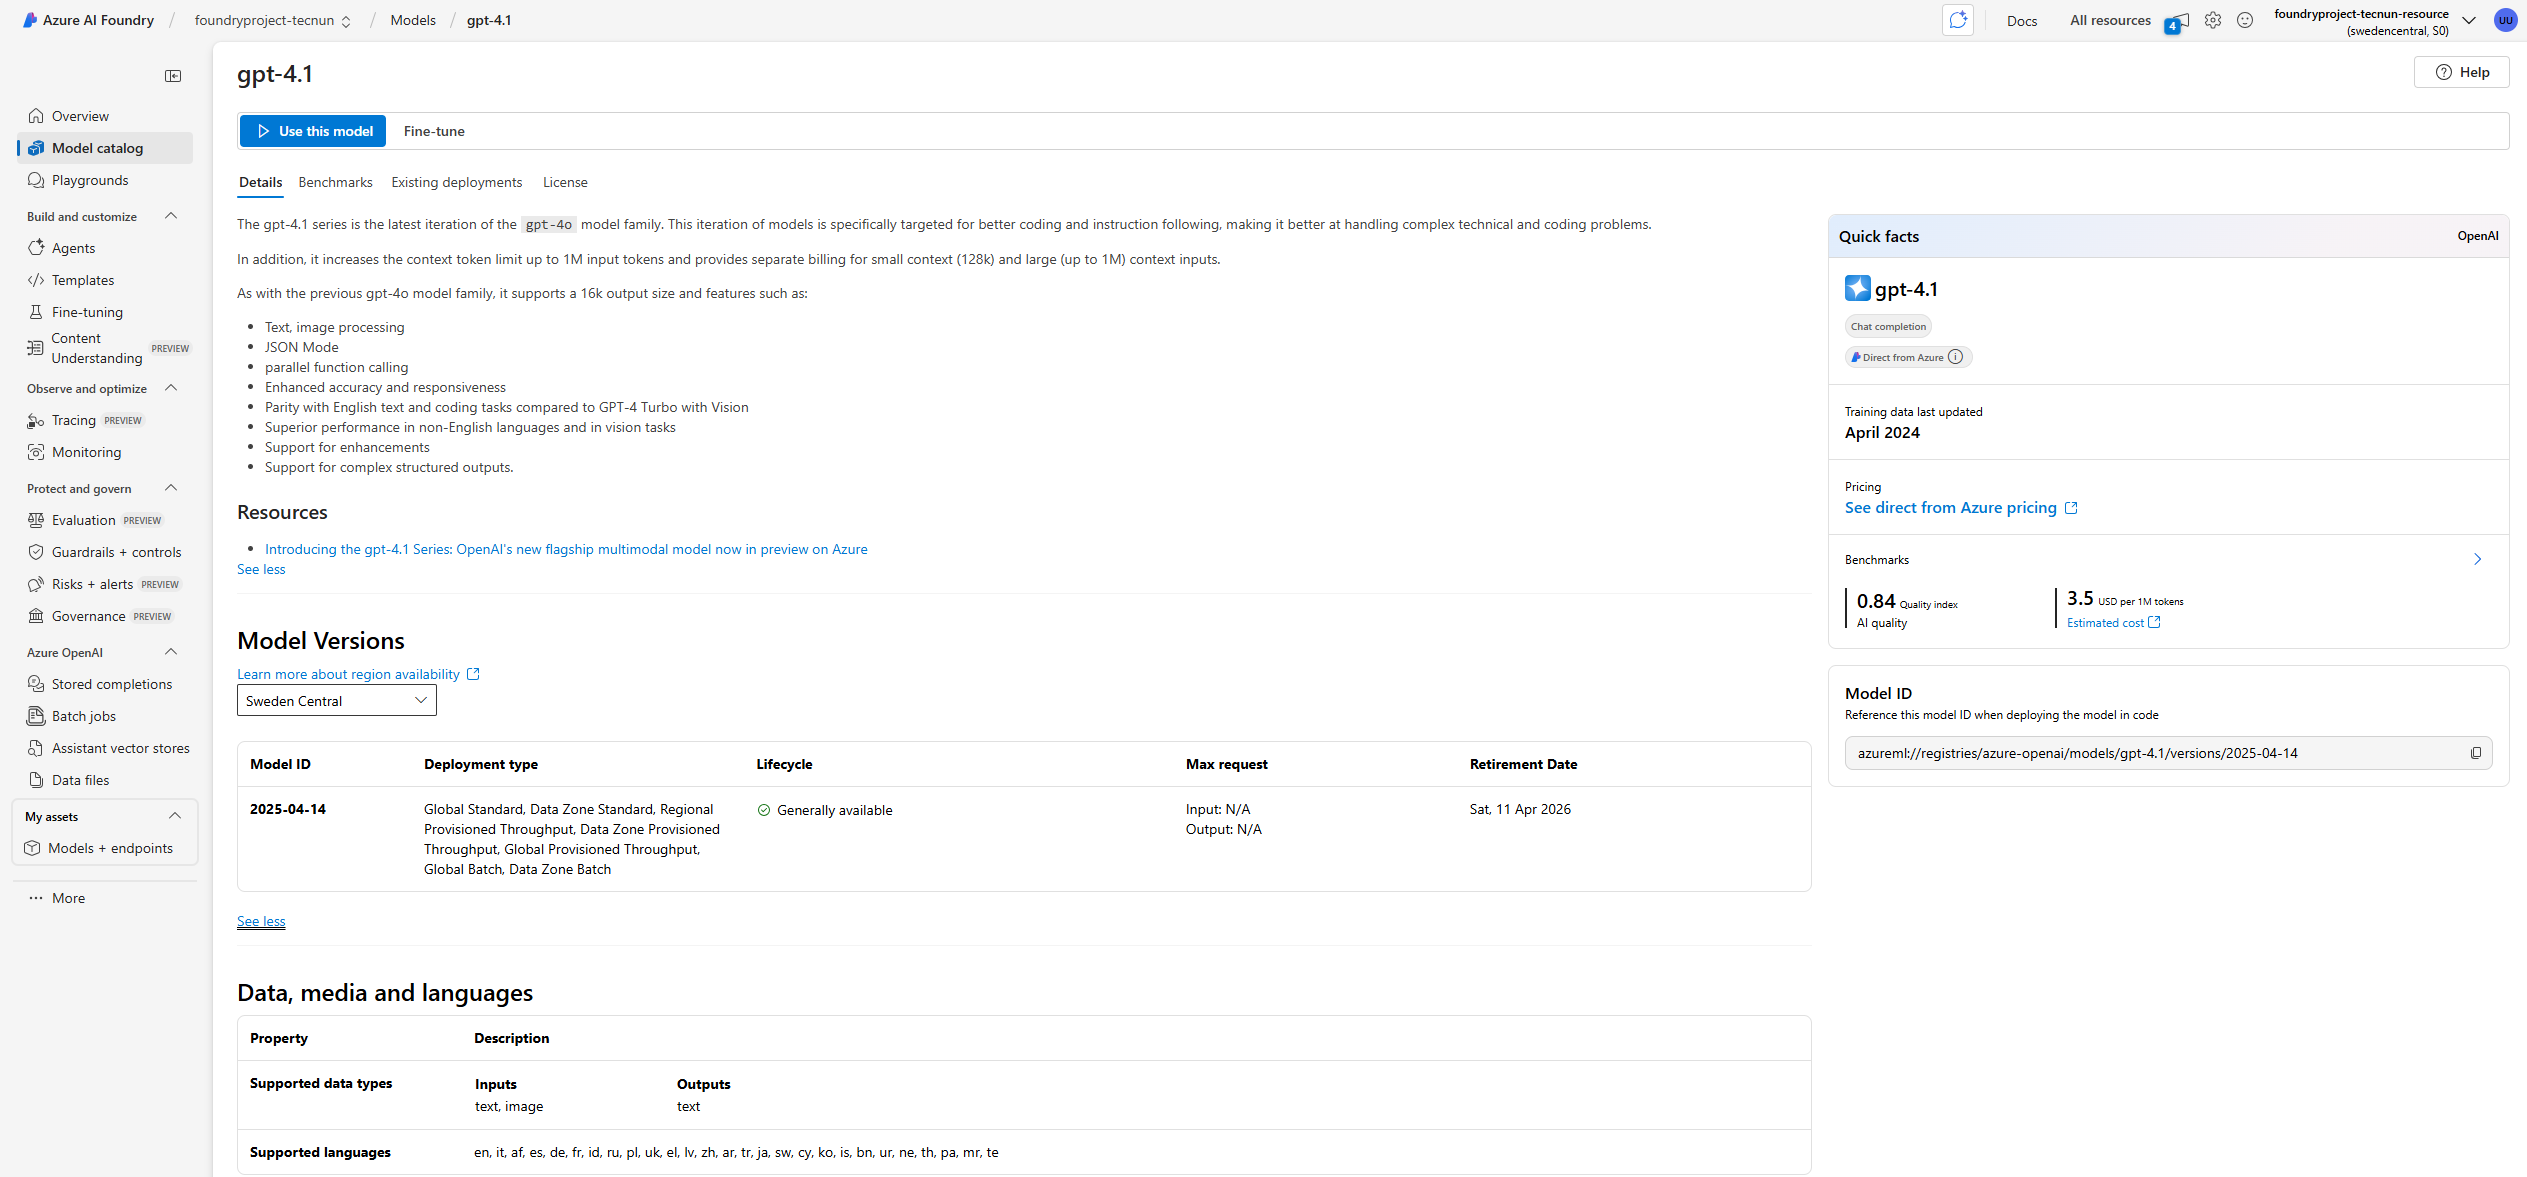 Azure AI Foundry / foundryproject-tecnun / Models / gpt-4.1
Docs
All resources
4
foundryproject-tecnun-resource
(swedencentral, S0)
UU
Overview
Model catalog
Playgrounds
Build and customize
Agents
Templates
Fine-tuning
Content
Understanding PREVIEW
Observe and optimize
Tracing PREVIEW
Monitoring
Protect and govern
Evaluation PREVIEW
Guardrails + controls
Risks + alerts PREVIEW
Governance PREVIEW
Azure OpenAI
Stored completions
Batch jobs
Assistant vector stores
Data files
My assets
Models + endpoints
More
gpt-4.1
Help
Use this model Fine-tune
Details Benchmarks Existing deployments License
The gpt-4.1 series is the latest iteration of the gpt-4o model family. This iteration of models is specifically targeted for better coding and instruction following, making it better at handling complex technical and coding problems.
In addition, it increases the context token limit up to 1M input tokens and provides separate billing for small context (128k) and large (up to 1M) context inputs.
As with the previous gpt-4o model family, it supports a 16k output size and features such as:
• Text, image processing
• JSON Mode
• parallel function calling
• Enhanced accuracy and responsiveness
• Parity with English text and coding tasks compared to GPT-4 Turbo with Vision
• Superior performance in non-English languages and in vision tasks
• Support for enhancements
• Support for complex structured outputs.
Resources
• Introducing the gpt-4.1 Series: OpenAI's new flagship multimodal model now in preview on Azure
See less
Model Versions
Learn more about region availability
Sweden Central
Model ID Deployment type Lifecycle Max request Retirement Date
2025-04-14
Global Standard, Data Zone Standard, Regional
Provisioned Throughput, Data Zone Provisioned
Throughput, Global Provisioned Throughput,
Global Batch, Data Zone Batch
Generally available
Input: N/A
Output: N/A
Sat, 11 Apr 2026
See less
Data, media and languages
Property Description
Supported data types
Inputs Outputs
text, image text
Supported languages en, it, af, es, de, fr, id, ru, pl, uk, el, lv, zh, ar, tr, ja, sw, cy, ko, is, bn, ur, ne, th, pa, mr, te
Quick facts OpenAI
gpt-4.1
Chat completion
Direct from Azure
Training data last updated
April 2024
Pricing
See direct from Azure pricing
Benchmarks
0.84 Quality index
AI quality
3.5 USD per 1M tokens
Estimated cost
Model ID
Reference this model ID when deploying the model in code
azureml://registries/azure-openai/models/gpt-4.1/versions/2025-04-14